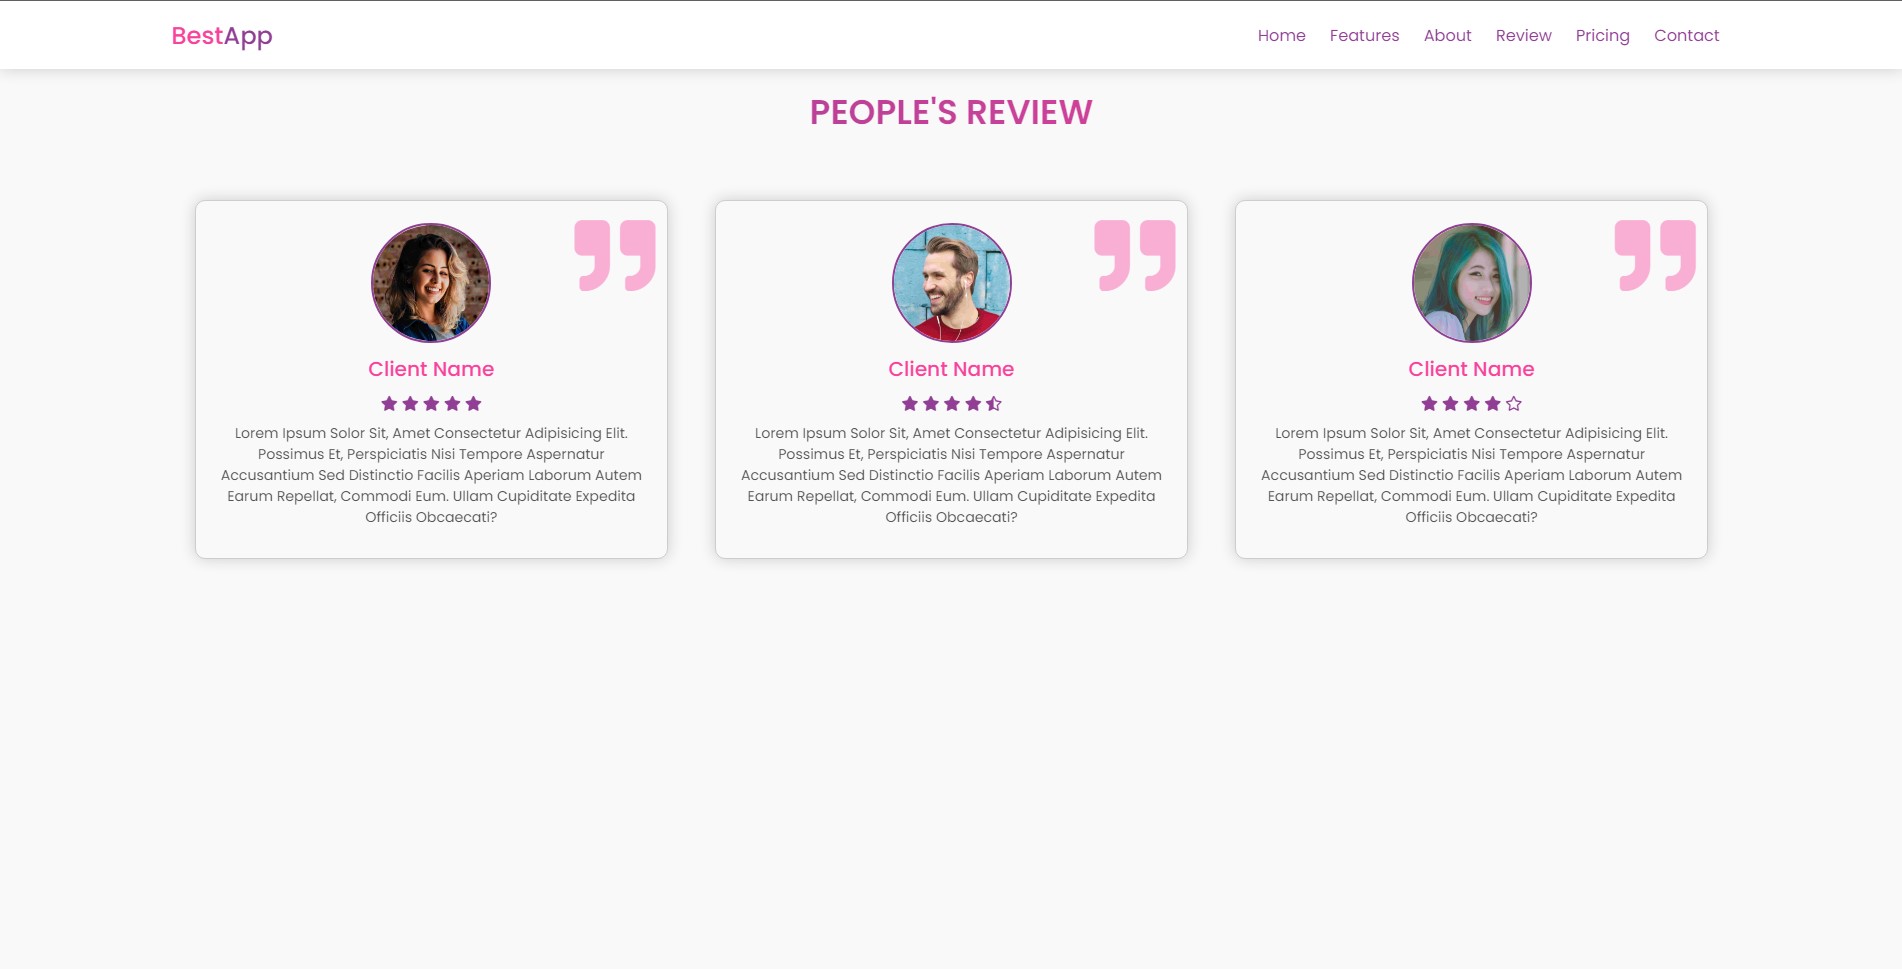 BestApp
Home Features About Review Pricing Contact
PEOPLE'S REVIEW
Client Name
Lorem Ipsum Solor Sit, Amet Consectetur Adipisicing Elit.
Possimus Et, Perspiciatis Nisi Tempore Aspernatur
Accusantium Sed Distinctio Facilis Aperiam Laborum Autem
Earum Repellat, Commodi Eum. Ullam Cupiditate Expedita
Officiis Obcaecati?
Client Name
Lorem Ipsum Solor Sit, Amet Consectetur Adipisicing Elit.
Possimus Et, Perspiciatis Nisi Tempore Aspernatur
Accusantium Sed Distinctio Facilis Aperiam Laborum Autem
Earum Repellat, Commodi Eum. Ullam Cupiditate Expedita
Officiis Obcaecati?
Client Name
Lorem Ipsum Solor Sit, Amet Consectetur Adipisicing Elit.
Possimus Et, Perspiciatis Nisi Tempore Aspernatur
Accusantium Sed Distinctio Facilis Aperiam Laborum Autem
Earum Repellat, Commodi Eum. Ullam Cupiditate Expedita
Officiis Obcaecati?